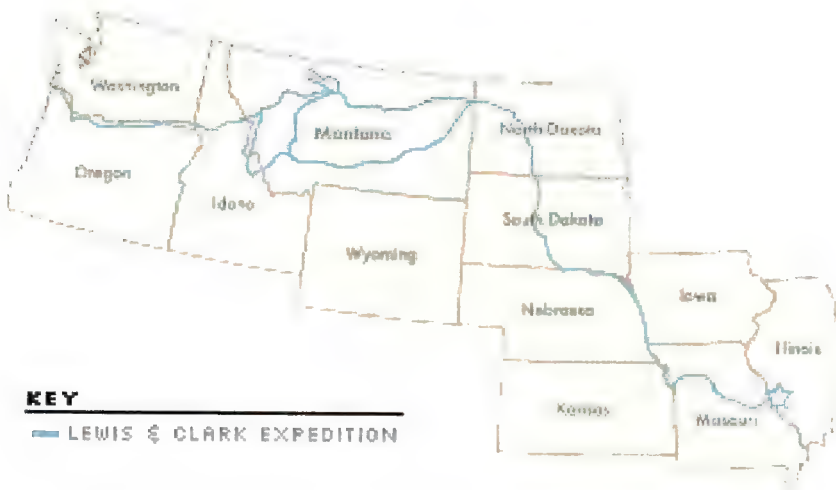 Washington
Montana
North Dakota
Oregon
Idaho
South Dakota
Wyoming
Iowa
Nebraska
Illinois
KEY
Kansas
Missouri
LEWIS & CLARK EXPEDITION